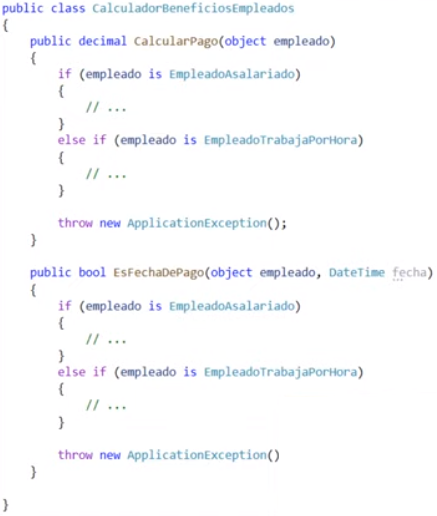 public class CalculadorBeneficiosEmpleados
{
public decimal CalcularPago(object empleado)
{
if (empleado is EmpleadoAsalariado)
{
// ...
}
else if (empleado is EmpleadoTrabajaPorHora)
{
// ...
}
throw new ApplicationException();
}
public bool EsFechaDePago(object empleado, DateTime fecha)
{
if (empleado is EmpleadoAsalariado)
{
// ...
}
else if (empleado is EmpleadoTrabajaPorHora)
{
// ...
}
throw new ApplicationException()
}
}